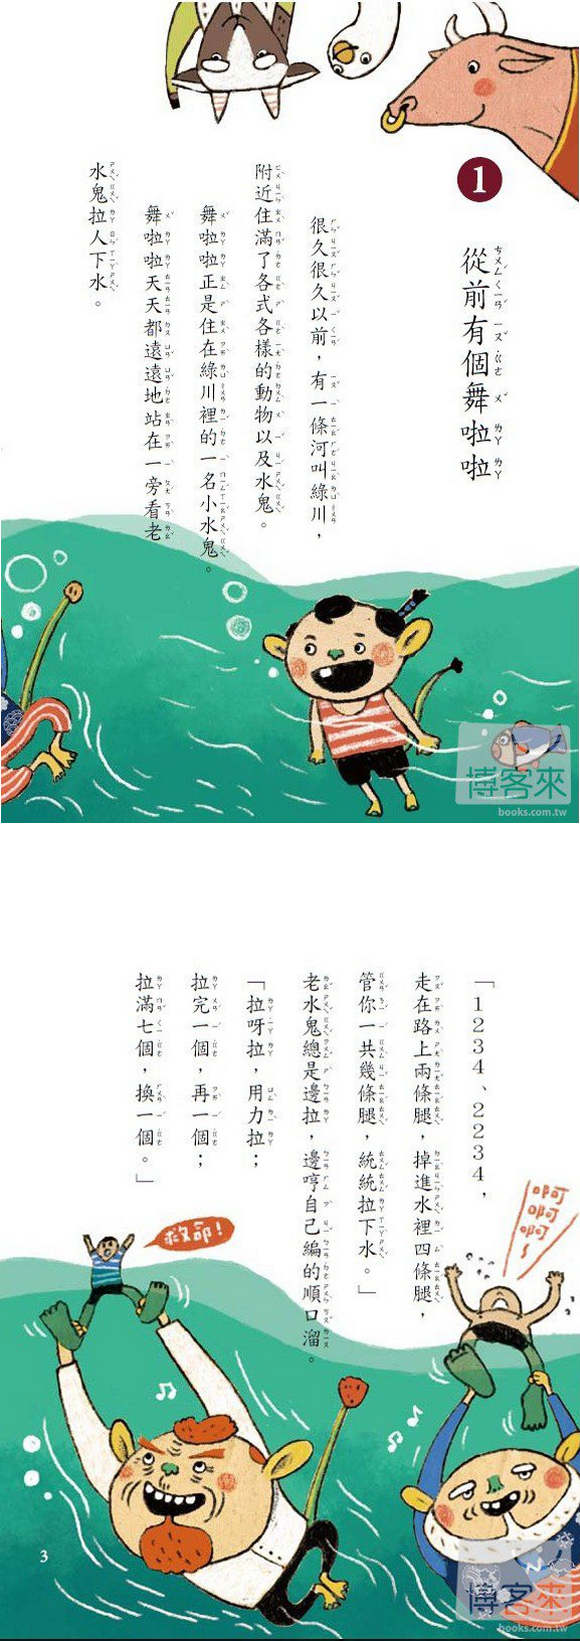 1
從前有個舞啦啦
很久很久以前，有一條河叫綠川，
附近住滿了各式各樣的動物以及水鬼。
舞啦啦正是住在綠川裡的一名小水鬼。
舞啦啦天天都遠遠地站在一旁看老
水鬼拉人下水。
博客來
books.com.tw
「1234、2234，
走在路上兩條腿，掉進水裡四條腿，
管你一共幾條腿，統統拉下水。」
老水鬼總是邊拉，邊哼自己編的順口溜。
「拉呀拉，用力拉；
拉完一個，再一個；
拉滿七個，換一個。」
啊
啊
啊~
救命！
3
博客來
books.com.tw